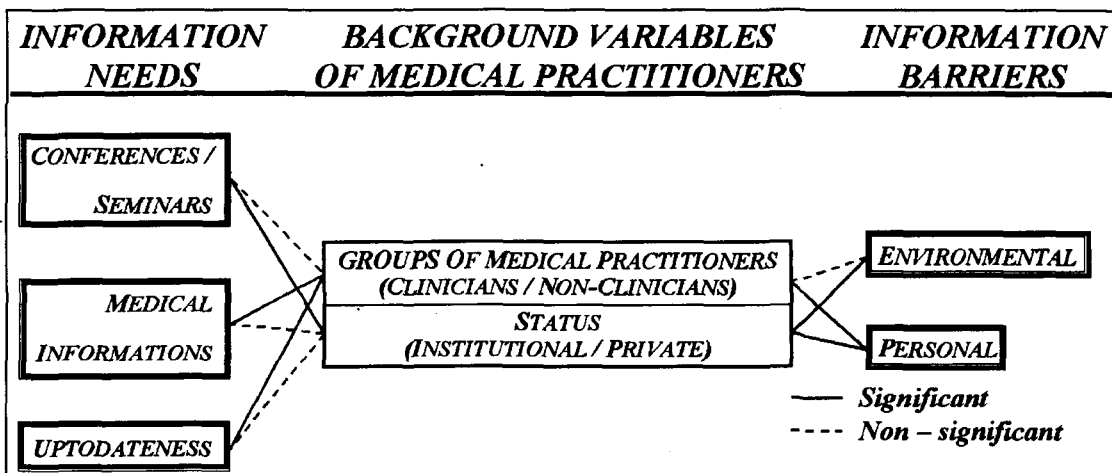 INFORMATION NEEDS
BACKGROUND VARIABLES OF MEDICAL PRACTITIONERS
INFORMATION BARRIERS
CONFERENCES /
SEMINARS
MEDICAL
INFORMATIONS
UPTODATENESS
GROUPS OF MEDICAL PRACTITIONERS
(CLINICIANS / NON-CLINICIANS)
STATUS
(INSTITUTIONAL / PRIVATE)
ENVIRONMENTAL
PERSONAL
Significant
Non – significant